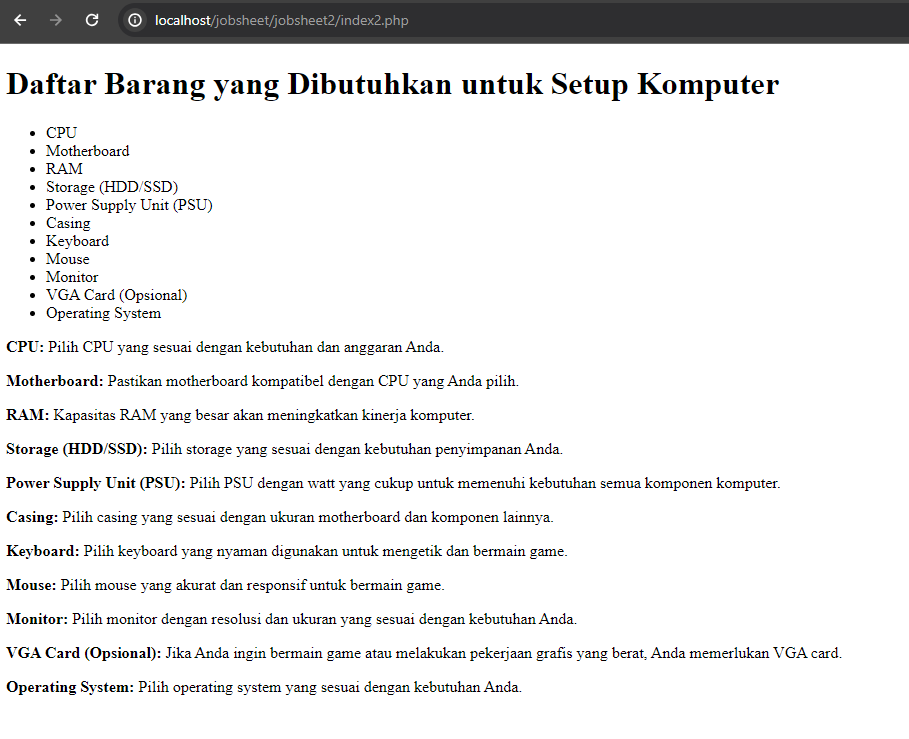 localhost/jobsheet/jobsheet2/index2.php
Daftar Barang yang Dibutuhkan untuk Setup Komputer
CPU
Motherboard
RAM
Storage (HDD/SSD)
Power Supply Unit (PSU)
Casing
Keyboard
Mouse
Monitor
VGA Card (Opsional)
Operating System
CPU: Pilih CPU yang sesuai dengan kebutuhan dan anggaran Anda.
Motherboard: Pastikan motherboard kompatibel dengan CPU yang Anda pilih.
RAM: Kapasitas RAM yang besar akan meningkatkan kinerja komputer.
Storage (HDD/SSD): Pilih storage yang sesuai dengan kebutuhan penyimpanan Anda.
Power Supply Unit (PSU): Pilih PSU dengan watt yang cukup untuk memenuhi kebutuhan semua komponen komputer.
Casing: Pilih casing yang sesuai dengan ukuran motherboard dan komponen lainnya.
Keyboard: Pilih keyboard yang nyaman digunakan untuk mengetik dan bermain game.
Mouse: Pilih mouse yang akurat dan responsif untuk bermain game.
Monitor: Pilih monitor dengan resolusi dan ukuran yang sesuai dengan kebutuhan Anda.
VGA Card (Opsional): Jika Anda ingin bermain game atau melakukan pekerjaan grafis yang berat, Anda memerlukan VGA card.
Operating System: Pilih operating system yang sesuai dengan kebutuhan Anda.